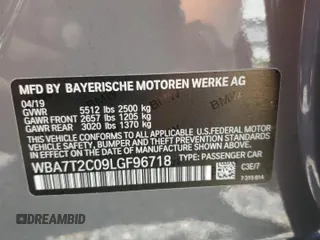 MFD BY BAYERISCHE MOTOREN WERKE AG
04/19
GVWR 5512 lbs 2500 kg
GAWR FRONT 2657 lbs 1205 kg
GAWR REAR 3020 lbs 1370 kg
THIS VEHICLE CONFORMS TO ALL APPLICABLE
FEDERAL MOTOR VEHICLE SAFETY, BUMPER, AND
THEFT PREVENTION STANDARDS IN EFFECT ON THE
DATE OF MANUFACTURE SHOWN ABOVE.
WBA7T2C09LGF96718 TYPE: PASSENGER CAR
C3E/7